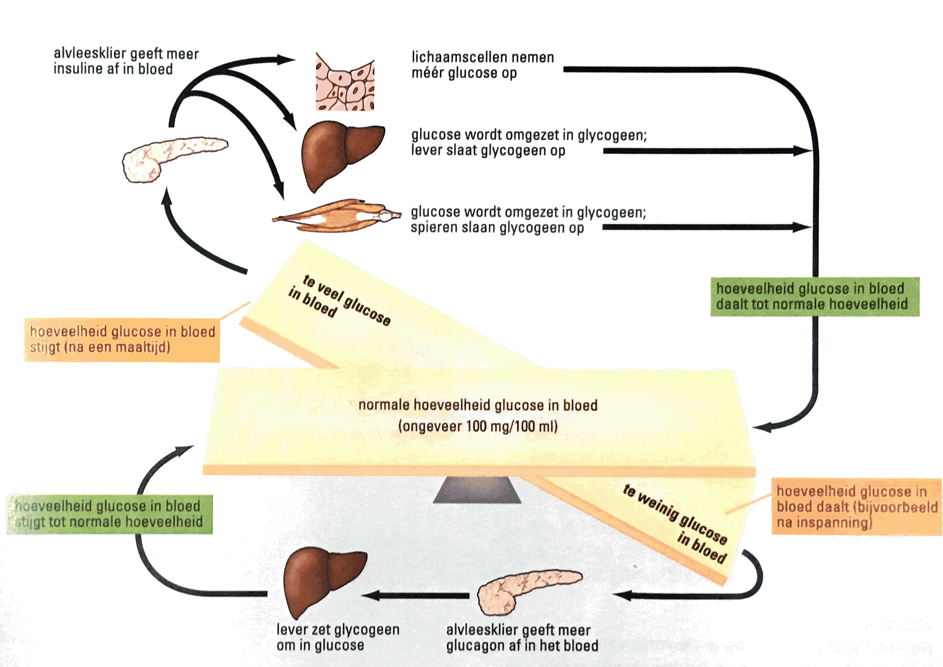 alvleesklier geeft meer
insuline af in bloed
lichaamscellen nemen
méér glucose op
glucose wordt omgezet in glycogeen;
lever slaat glycogeen op
glucose wordt omgezet in glycogeen;
spieren slaan glycogeen op
te veel glucose
in bloed
hoeveelheid glucose in bloed
daalt tot normale hoeveelheid
hoeveelheid glucose in bloed
stijgt (na een maaltijd)
normale hoeveelheid glucose in bloed
(ongeveer 100 mg/100 ml)
hoeveelheid glucose in bloed
stijgt tot normale hoeveelheid
te weinig glucose
in bloed
hoeveelheid glucose in
bloed daalt (bijvoorbeeld
na inspanning)
lever zet glycogeen
om in glucose
alvleesklier geeft meer
glucagon af in het bloed